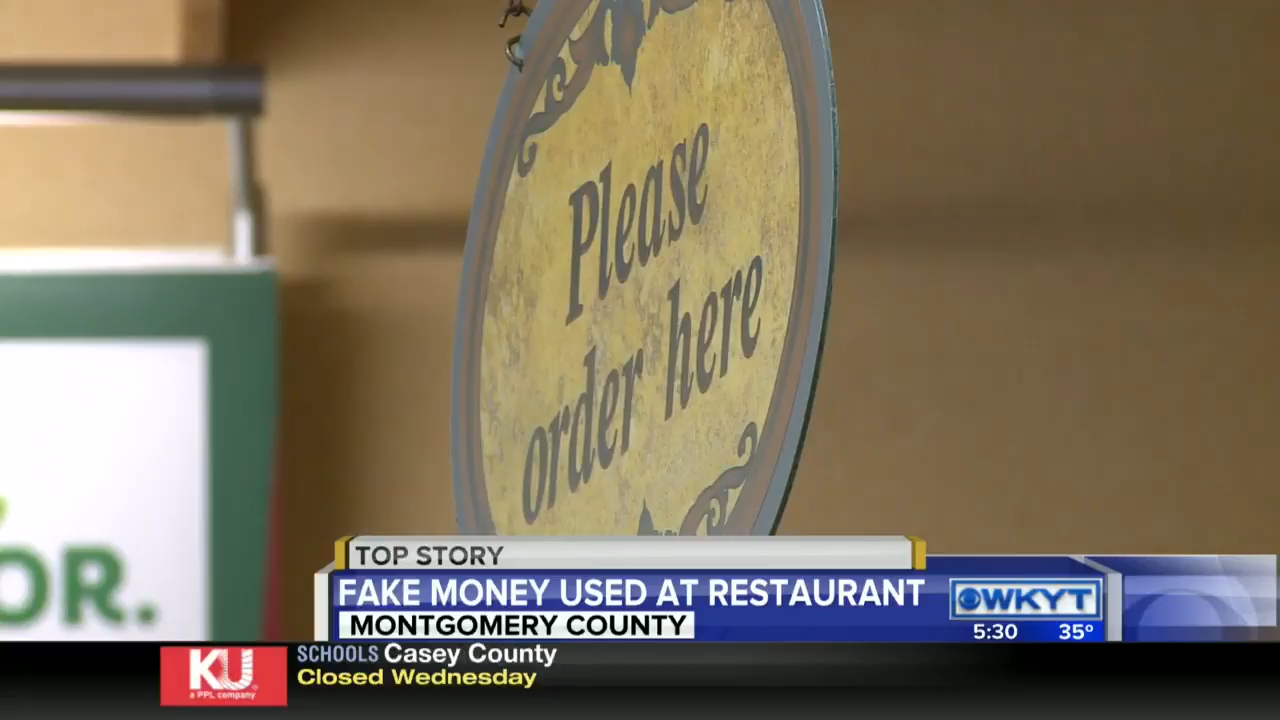 Please
order here
OR.
TOP STORY
FAKE MONEY USED AT RESTAURANT
WKYT
MONTGOMERY COUNTY
5:30 35°
KU
a PPL company
SCHOOLS Casey County
Closed Wednesday